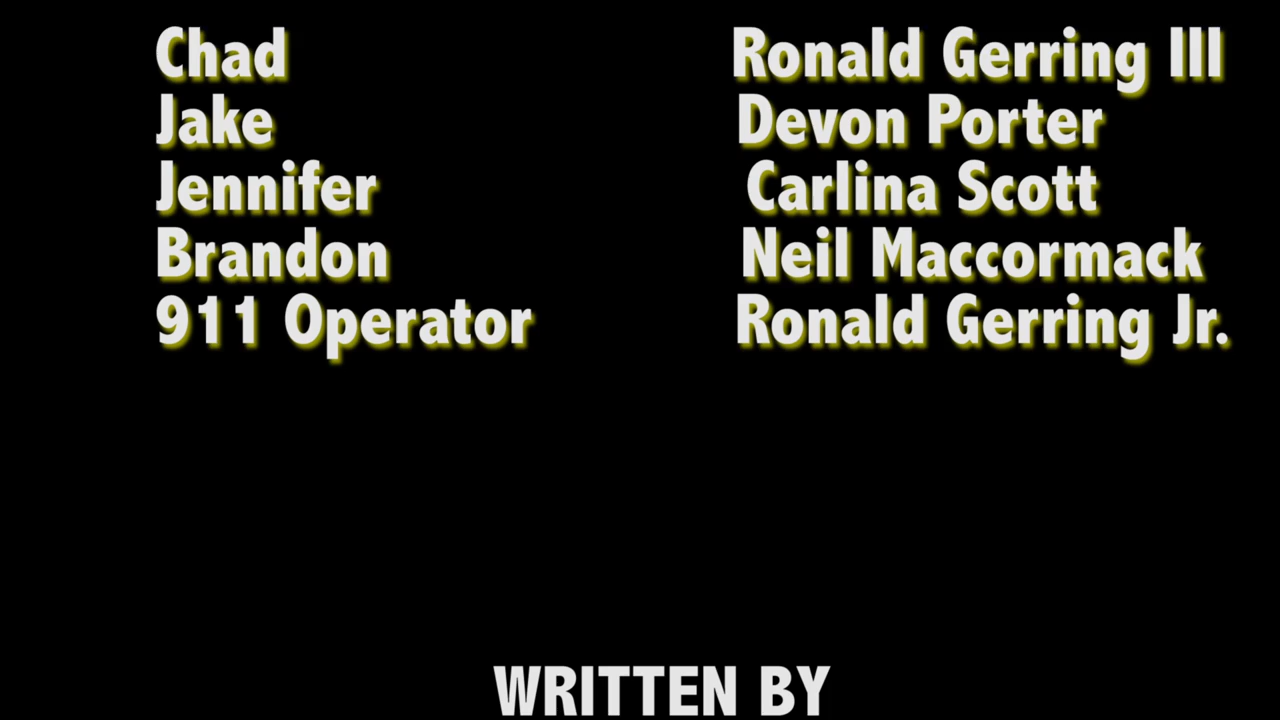 Chad Ronald Gerring III
Jake Devon Porter
Jennifer Carlina Scott
Brandon Neil Maccormack
911 Operator Ronald Gerring Jr.
WRITTEN BY